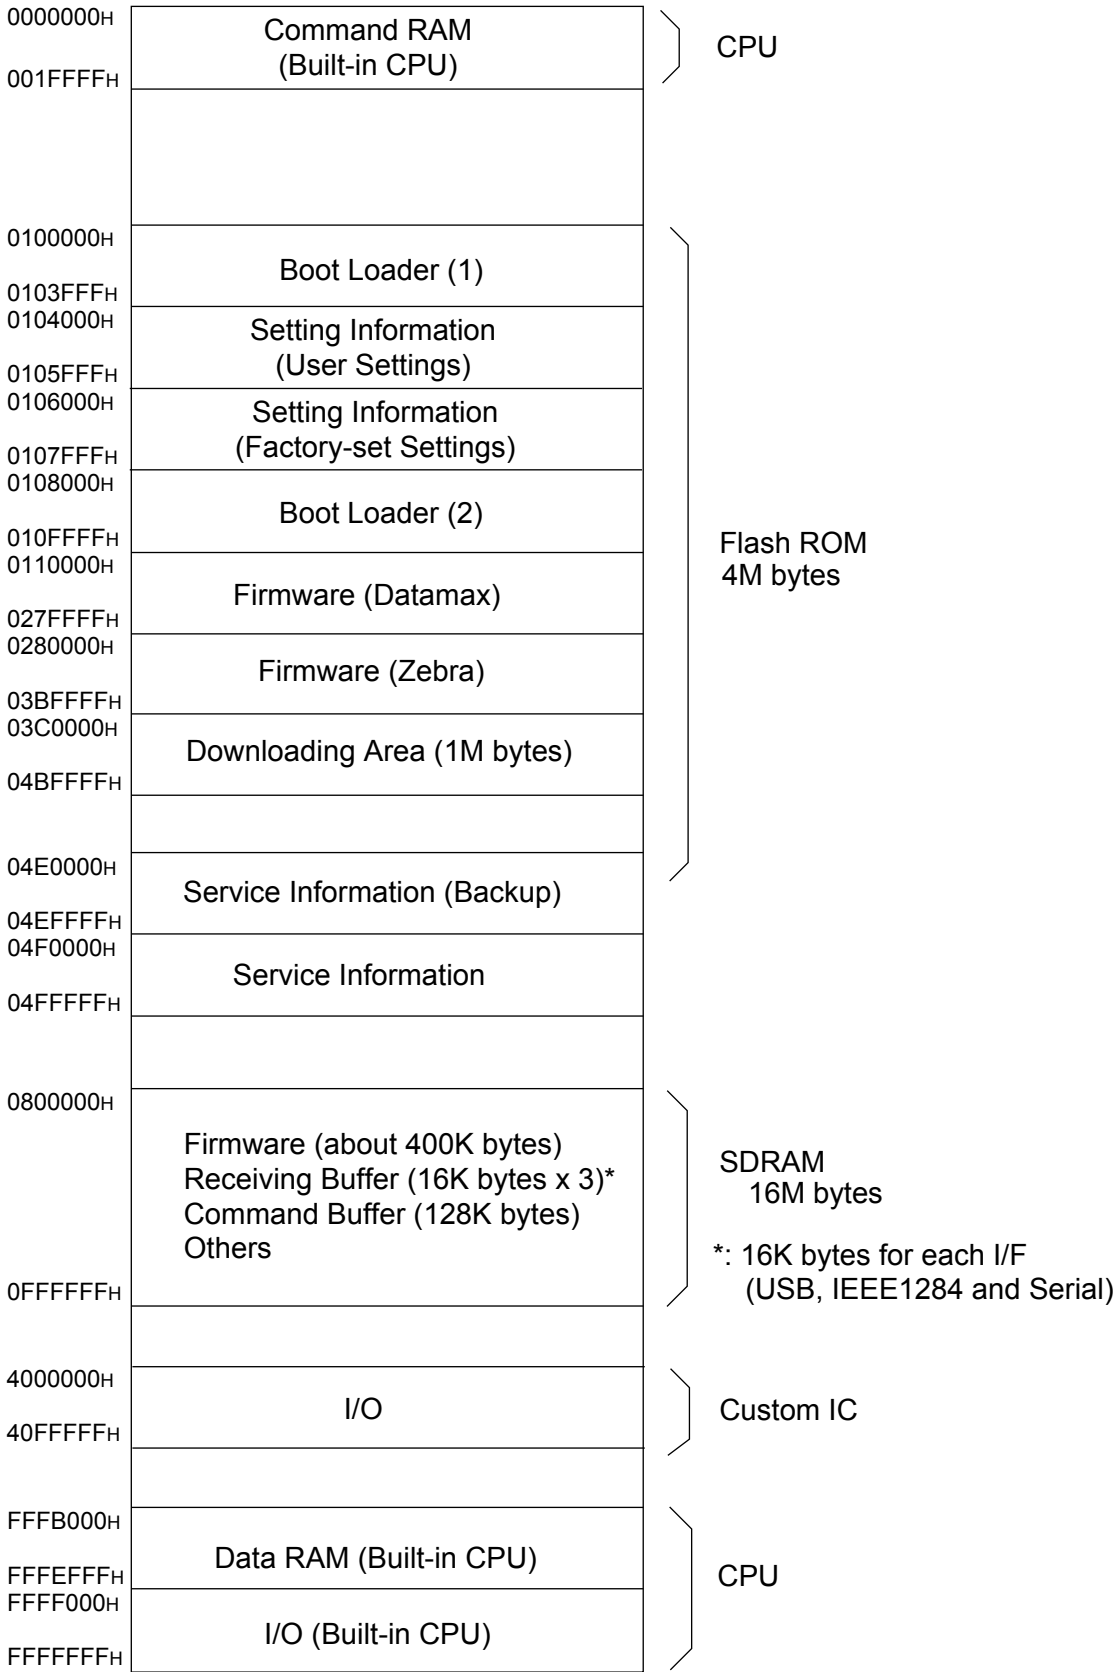 0000000H
Command RAM
(Built-in CPU)
CPU
001FFFFH
0100000H
Boot Loader (1)
0103FFFH
0104000H
Setting Information
(User Settings)
0105FFFH
0106000H
Setting Information
(Factory-set Settings)
0107FFFH
0108000H
Boot Loader (2)
010FFFFH
0110000H
Flash ROM
4M bytes
Firmware (Datamax)
027FFFFH
0280000H
Firmware (Zebra)
03BFFFFH
03C0000H
Downloading Area (1M bytes)
04BFFFFH
04E0000H
Service Information (Backup)
04EFFFFH
04F0000H
Service Information
04FFFFFH
0800000H
Firmware (about 400K bytes)
Receiving Buffer (16K bytes x 3)*
Command Buffer (128K bytes)
Others
SDRAM
16M bytes
*: 16K bytes for each I/F
(USB, IEEE1284 and Serial)
0FFFFFFH
4000000H
I/O
Custom IC
40FFFFFH
FFFB000H
Data RAM (Built-in CPU)
CPU
FFFEFFFH
FFFF000H
I/O (Built-in CPU)
FFFFFFFH